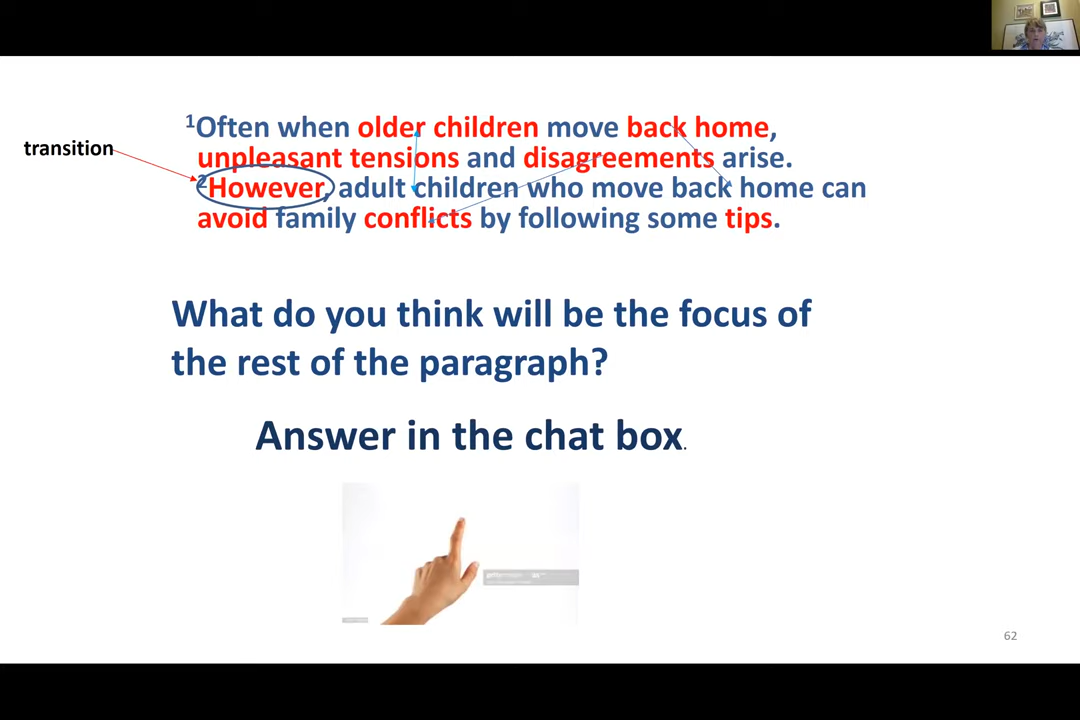 ¹Often when older children move back home,
transition
unpleasant tensions and disagreements arise.
²However, adult children who move back home can
avoid family conflicts by following some tips.
What do you think will be the focus of
the rest of the paragraph?
Answer in the chat box.
62